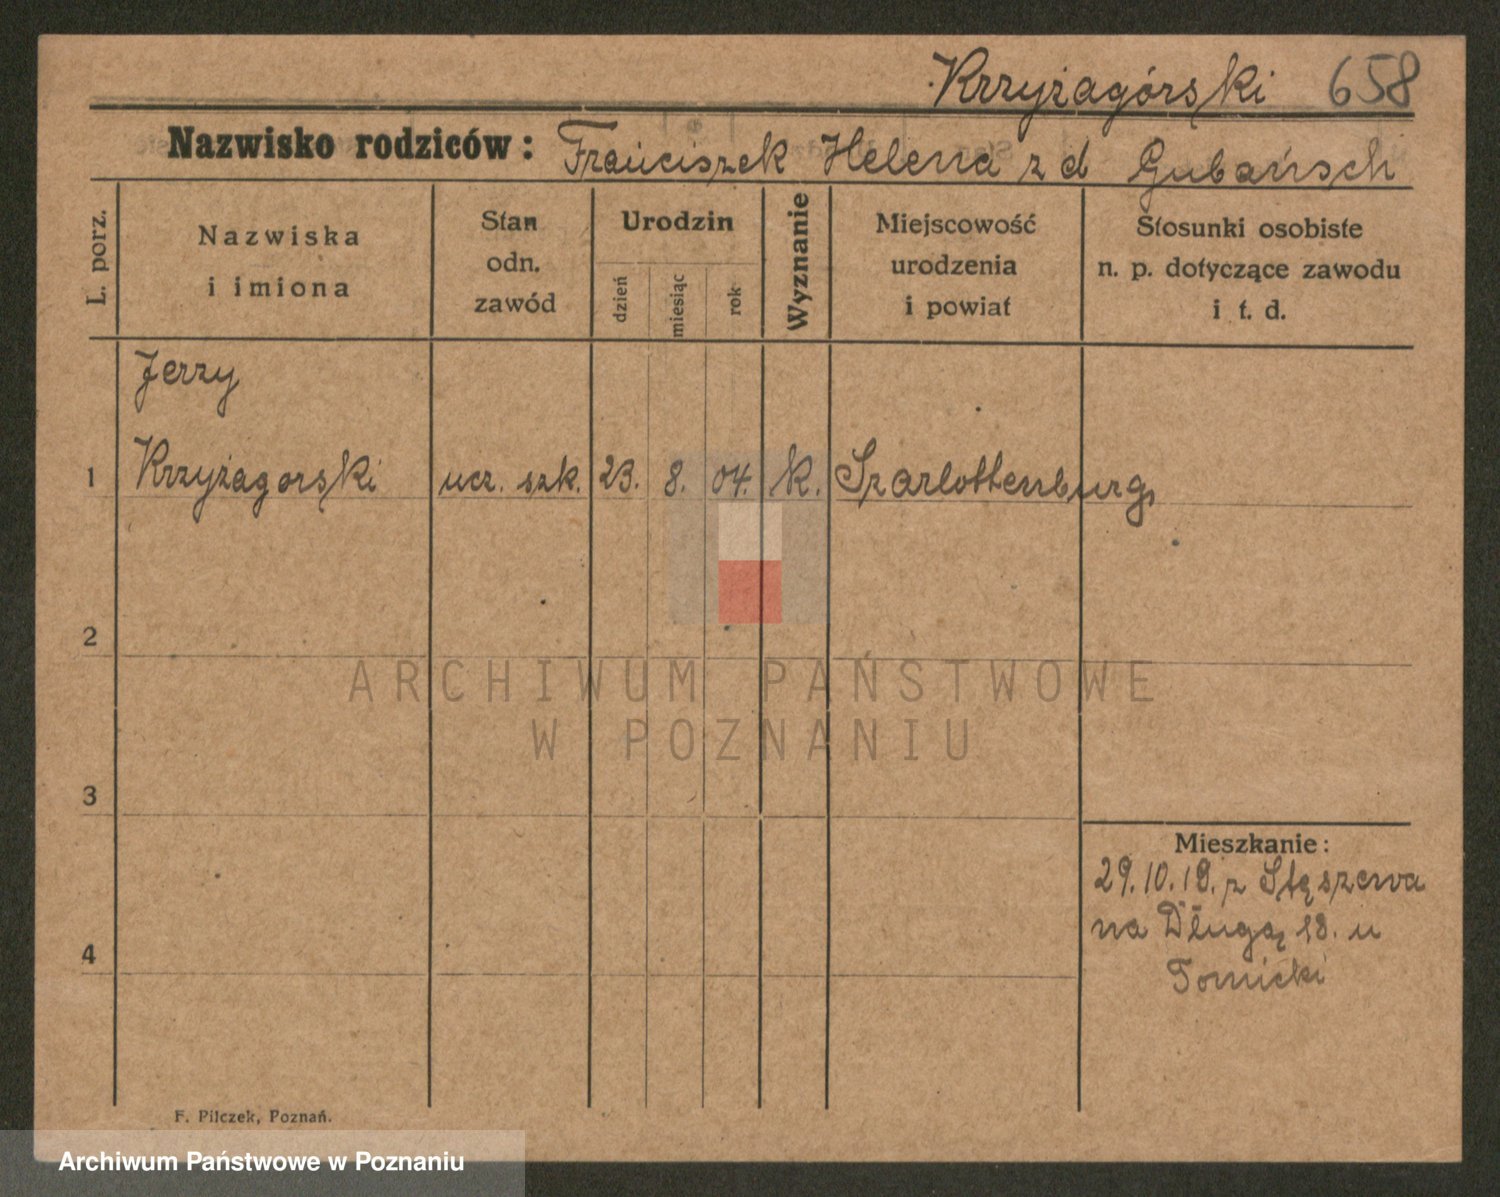 Krzyżagórski 658
Nazwisko rodziców: Franciszek Helena z d Gubańsch
L. porz.
Nazwiska
i imiona
Stan
odn.
zawód
Urodzin
dzień
miesiąc
rok
Wyznanie
Miejscowość
urodzenia
i powiat
Stosunki osobiste
n. p. dotyczące zawodu
i t. d.
Jerzy
1 Krzyżagorski ucz. szk. 23. 8. 04. k. Szarlottenburg
2
3
4
Mieszkanie:
29.10.19. z Stęszewa
na Długą 18. u
Tomicki
F. Pilczek, Poznań.
ARCHIWUM PAŃSTWOWE
W POZNANIU
Archiwum Państwowe w Poznaniu